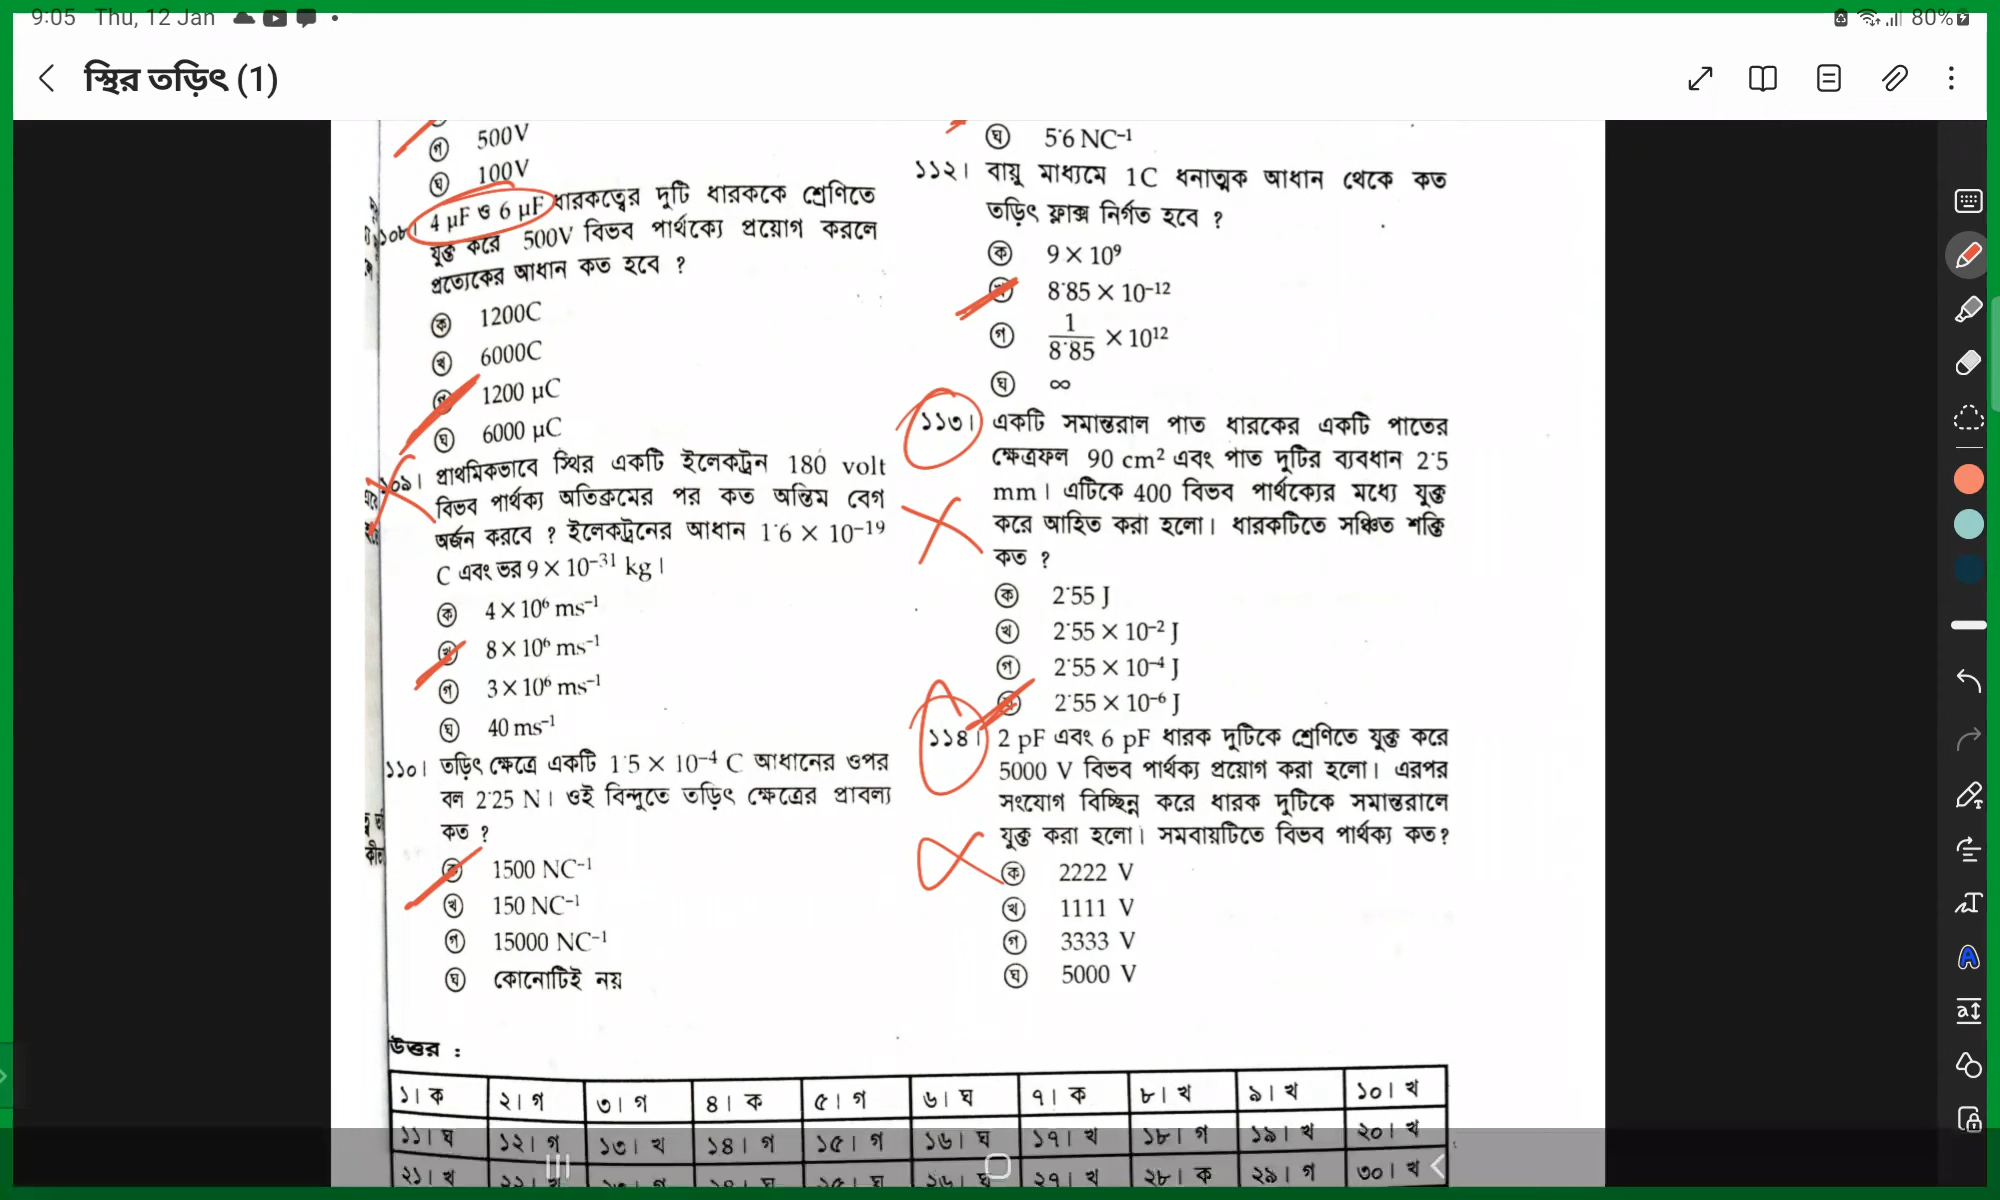 9:05 Thu, 12 Jan
80%
স্থির তড়িৎ (1)
গ 500V
ঘ 100V
১০৮। 4 μF ও 6 μF ধারকত্বের দুটি ধারককে শ্রেণিতে
যুক্ত করে 500V বিভব পার্থক্যে প্রয়োগ করলে
প্রত্যেকের আধান কত হবে ?
ক 1200C
খ 6000C
গ 1200 μC
ঘ 6000 μC
১০৯। প্রাথমিকভাবে স্থির একটি ইলেকট্রন 180 volt
বিভব পার্থক্য অতিক্রমের পর কত অন্তিম বেগ
অর্জন করবে ? ইলেকট্রনের আধান 1·6 × 10⁻¹⁹
C এবং ভর 9 × 10⁻³¹ kg।
ক 4 × 10⁶ ms⁻¹
খ 8 × 10⁶ ms⁻¹
গ 3 × 10⁶ ms⁻¹
ঘ 40 ms⁻¹
১১০। তড়িৎ ক্ষেত্রে একটি 1·5 × 10⁻⁴ C আধানের ওপর
বল 2·25 N। ওই বিন্দুতে তড়িৎ ক্ষেত্রের প্রাবল্য
কত ?
ক 1500 NC⁻¹
খ 150 NC⁻¹
গ 15000 NC⁻¹
ঘ কোনোটিই নয়
ঘ 5·6 NC⁻¹
১১২। বায়ু মাধ্যমে 1C ধনাত্মক আধান থেকে কত
তড়িৎ ফ্লাক্স নির্গত হবে ?
ক 9 × 10⁹
খ 8·85 × 10⁻¹²
গ 1/8·85 × 10¹²
ঘ ∞
১১৩। একটি সমান্তরাল পাত ধারকের একটি পাতের
ক্ষেত্রফল 90 cm² এবং পাত দুটির ব্যবধান 2·5
mm। এটিকে 400 বিভব পার্থক্যের মধ্যে যুক্ত
করে আহিত করা হলো। ধারকটিতে সঞ্চিত শক্তি
কত ?
ক 2·55 J
খ 2·55 × 10⁻² J
গ 2·55 × 10⁻⁴ J
ঘ 2·55 × 10⁻⁶ J
১১৪। 2 pF এবং 6 pF ধারক দুটিকে শ্রেণিতে যুক্ত করে
5000 V বিভব পার্থক্য প্রয়োগ করা হলো। এরপর
সংযোগ বিচ্ছিন্ন করে ধারক দুটিকে সমান্তরালে
যুক্ত করা হলো। সমবায়টিতে বিভব পার্থক্য কত?
ক 2222 V
খ 1111 V
গ 3333 V
ঘ 5000 V
উত্তর :
১। ক ২। গ ৩। গ ৪। ক ৫। গ ৬। ঘ ৭। ক ৮। খ ৯। খ ১০। খ
১১। ঘ ১২। গ ১৩। খ ১৪। গ ১৫। গ ১৬। ঘ ১৭। খ ১৮। গ ১৯। খ ২০। খ
২১। খ ২৭। খ ২৮। ক ২৯। গ ৩০। খ